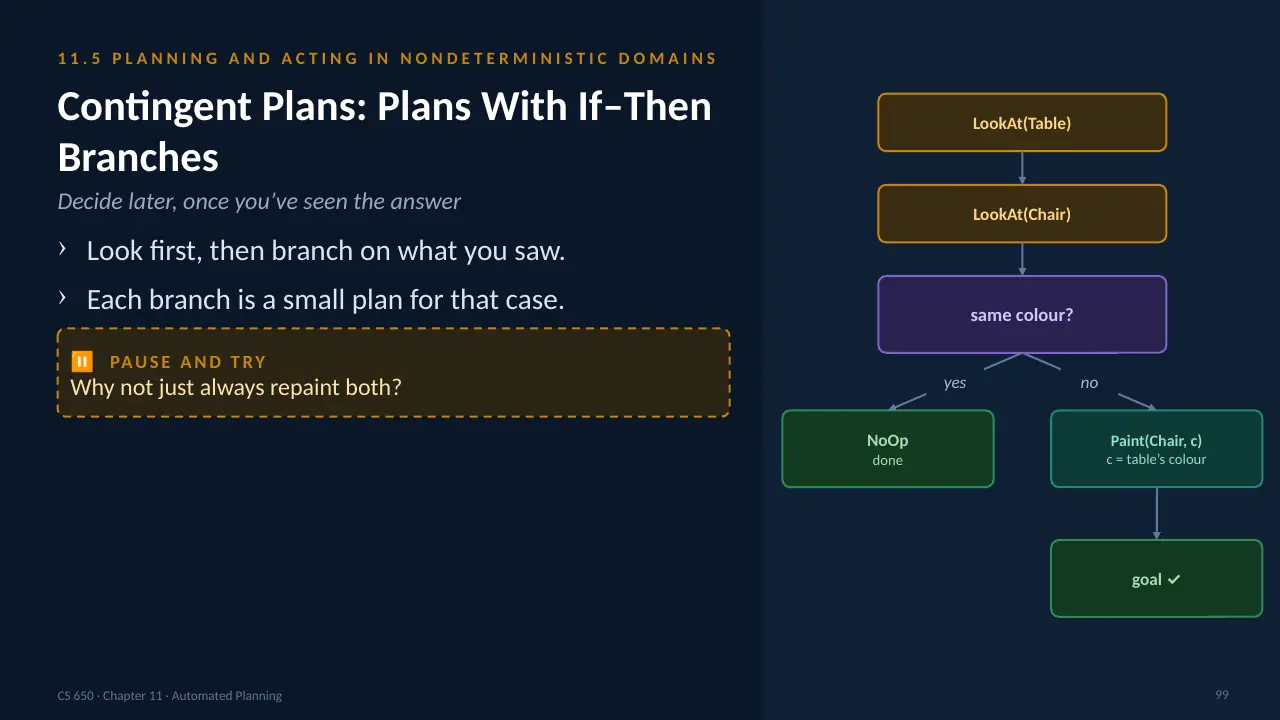 11.5 PLANNING AND ACTING IN NONDETERMINISTIC DOMAINS
Contingent Plans: Plans With If–Then
Branches
Decide later, once you’ve seen the answer
› Look first, then branch on what you saw.
› Each branch is a small plan for that case.
⏸ PAUSE AND TRY
Why not just always repaint both?
LookAt(Table)
LookAt(Chair)
same colour?
yes
no
NoOp
done
Paint(Chair, c)
c = table’s colour
goal ✓
CS 650 · Chapter 11 · Automated Planning
99